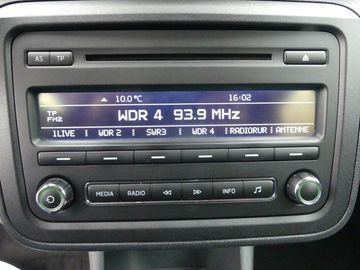 AS TP
10.0°C 16:02
WDR 4 93.9 MHz
TP
FM2
1LIVE WDR 2 SWR3 WDR 4 RADIORUR ANTENNE
MEDIA RADIO INFO